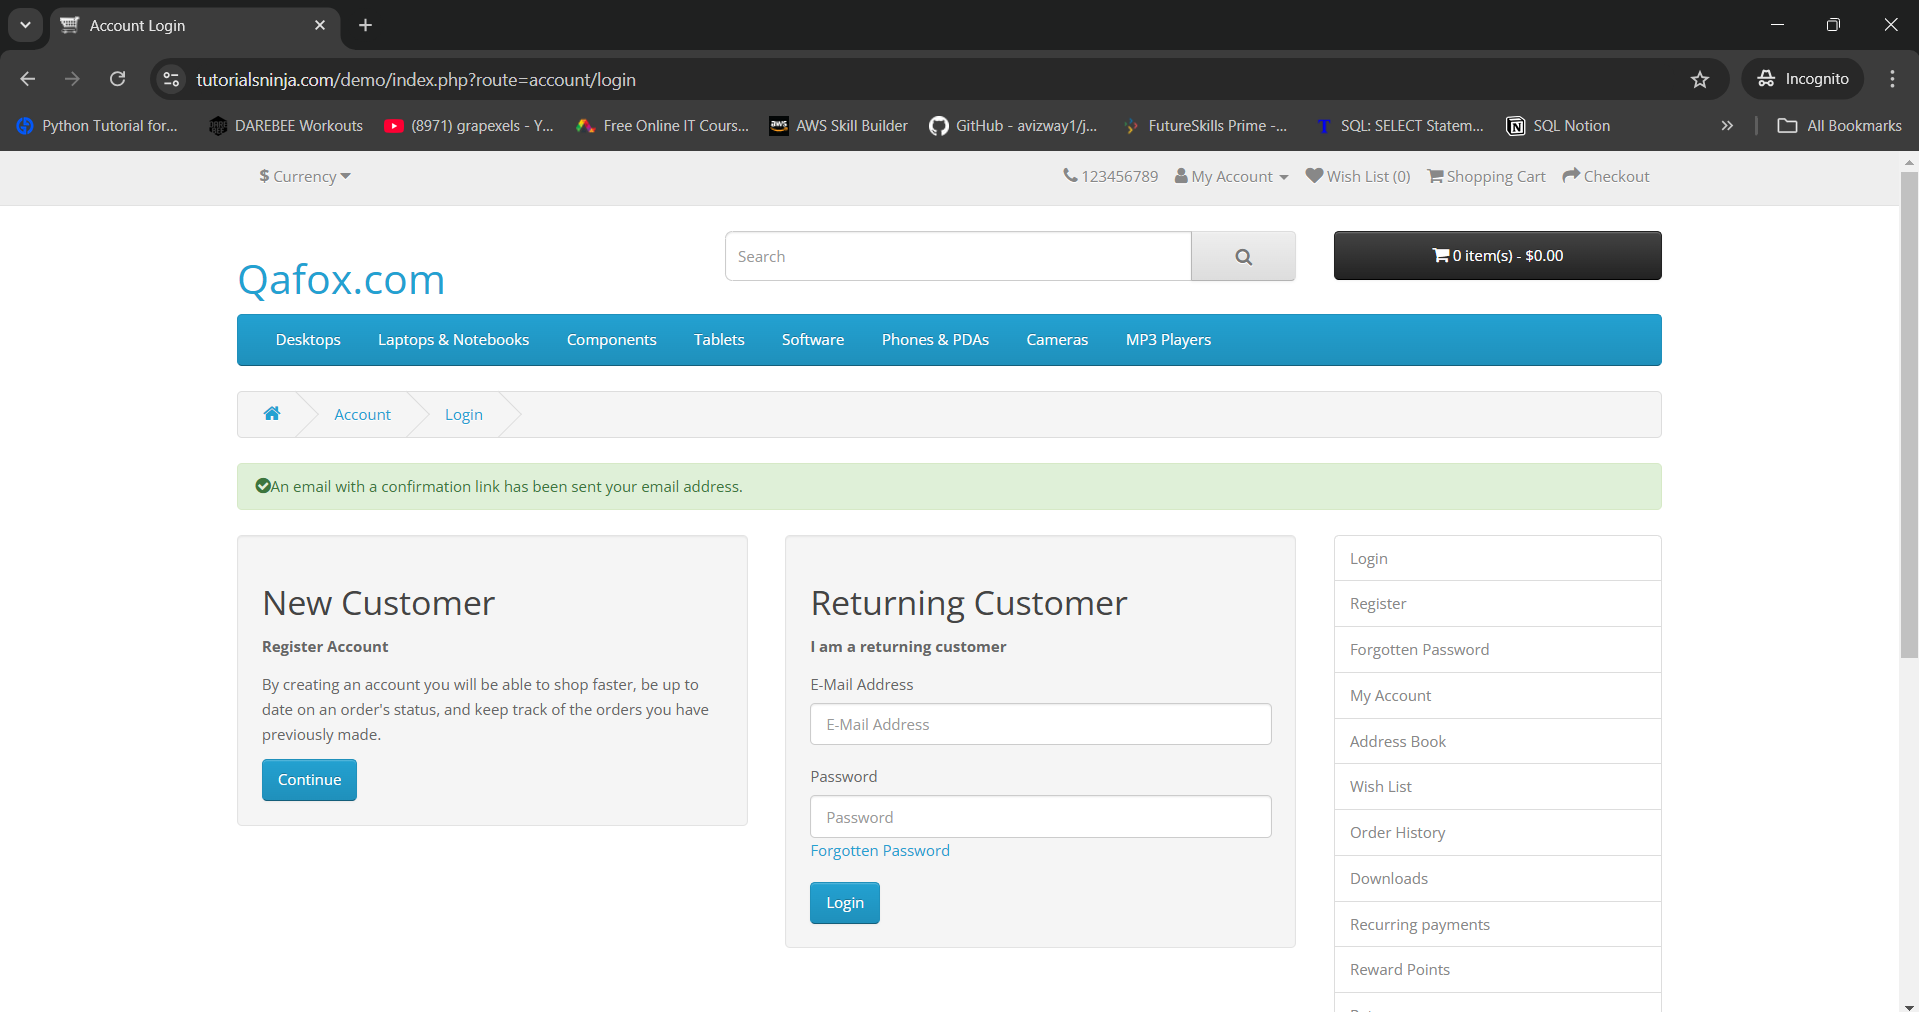 Account Login
tutorialsninja.com/demo/index.php?route=account/login
Incognito
Python Tutorial for...
DAREBEE Workouts
(8971) grapexels - Y...
Free Online IT Cours...
aws AWS Skill Builder
GitHub - avizway1/j...
FutureSkills Prime -...
T SQL: SELECT Statem...
SQL Notion
All Bookmarks
$ Currency
123456789
My Account
Wish List (0)
Shopping Cart
Checkout
Qafox.com
Search
0 item(s) - $0.00
Desktops
Laptops & Notebooks
Components
Tablets
Software
Phones & PDAs
Cameras
MP3 Players
Account
Login
An email with a confirmation link has been sent your email address.
New Customer
Register Account
By creating an account you will be able to shop faster, be up to
date on an order's status, and keep track of the orders you have
previously made.
Continue
Returning Customer
I am a returning customer
E-Mail Address
E-Mail Address
Password
Password
Forgotten Password
Login
Login
Register
Forgotten Password
My Account
Address Book
Wish List
Order History
Downloads
Recurring payments
Reward Points